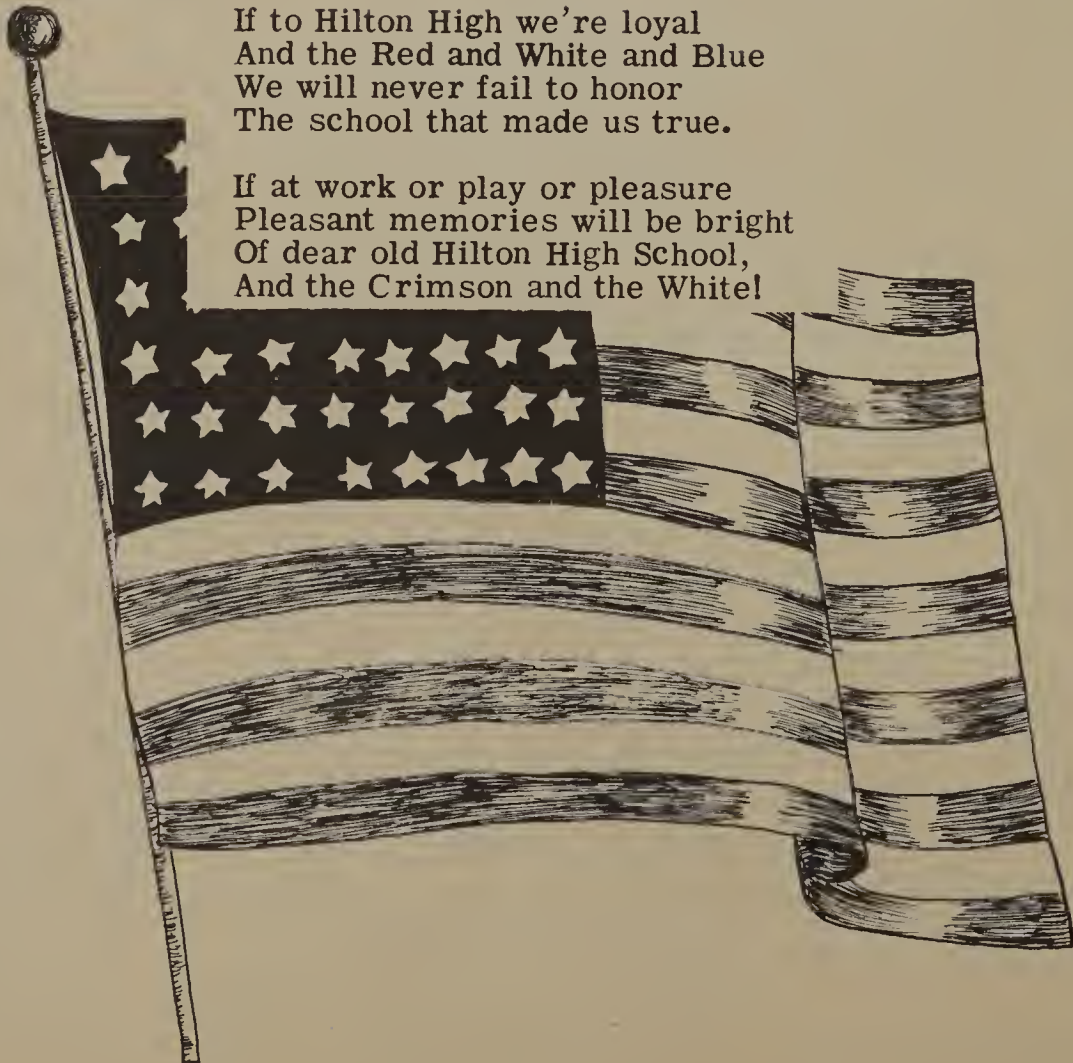 If to Hilton High we're loyal
And the Red and White and Blue
We will never fail to honor
The school that made us true.
If at work or play or pleasure
Pleasant memories will be bright
Of dear old Hilton High School,
And the Crimson and the White!